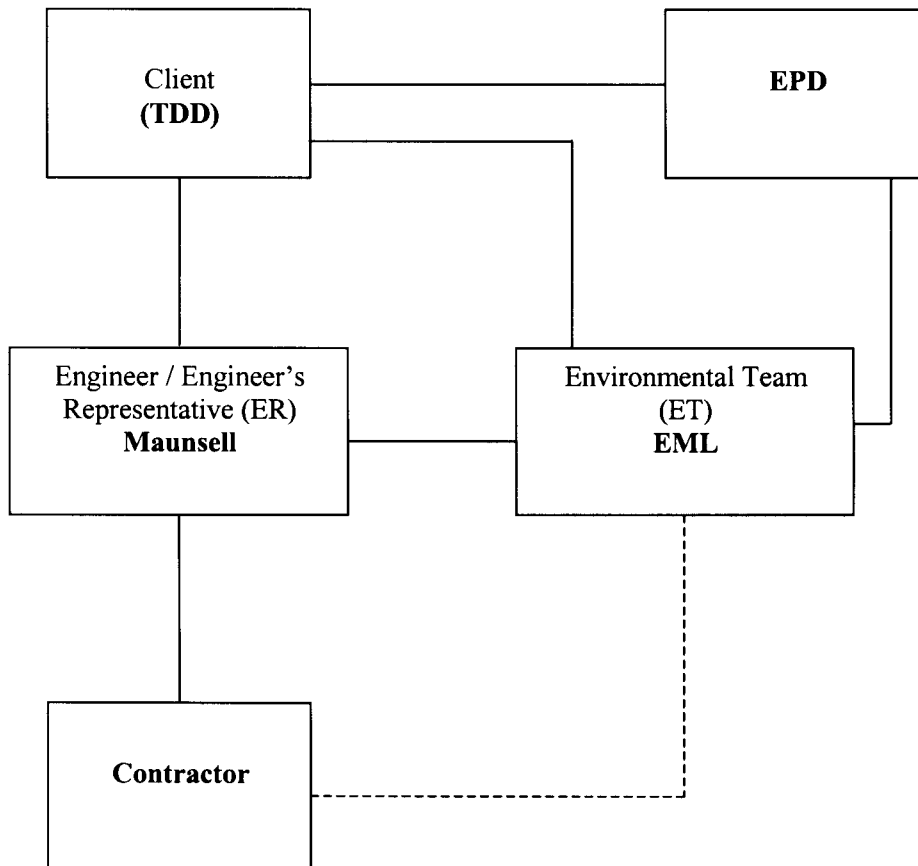 Client
(TDD)
EPD
Engineer / Engineer's
Representative (ER)
Maunsell
Environmental Team
(ET)
EML
Contractor